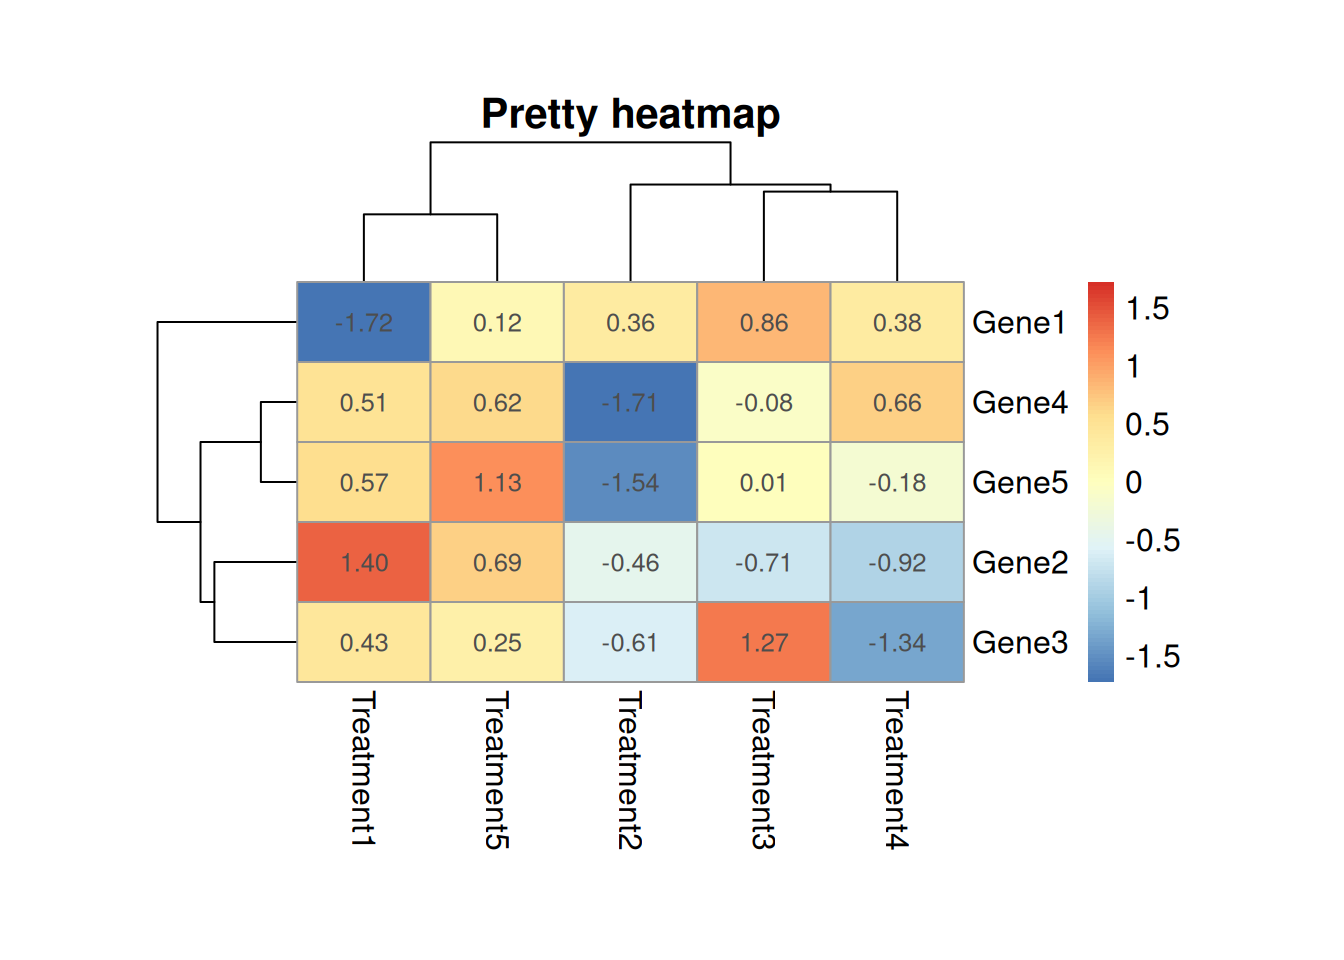 Pretty heatmap
-1.72 0.12 0.36 0.86 0.38 Gene1
0.51 0.62 -1.71 -0.08 0.66 Gene4
0.57 1.13 -1.54 0.01 -0.18 Gene5
1.40 0.69 -0.46 -0.71 -0.92 Gene2
0.43 0.25 -0.61 1.27 -1.34 Gene3
Treatment1
Treatment5
Treatment2
Treatment3
Treatment4
1.5
1
0.5
0
-0.5
-1
-1.5